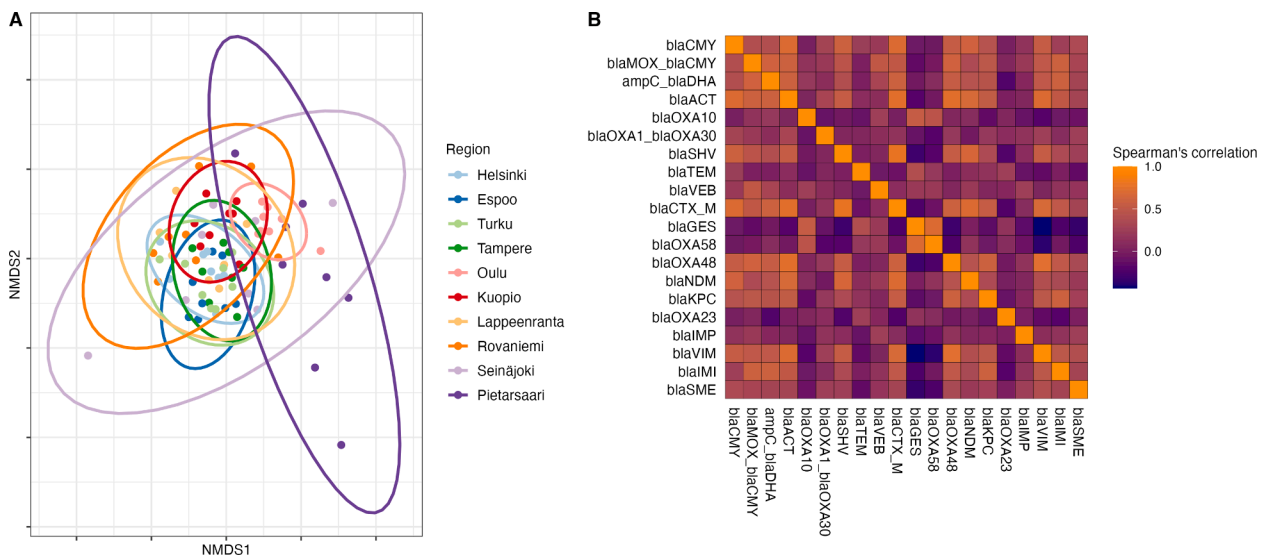 A
NMDS2
NMDS1
Region
Helsinki
Espoo
Turku
Tampere
Oulu
Kuopio
Lappeenranta
Rovaniemi
Seinäjoki
Pietarsaari
B
blaCMY
blaMOX_blaCMY
ampC_blaDHA
blaACT
blaOXA10
blaOXA1_blaOXA30
blaSHV
blaTEM
blaVEB
blaCTX_M
blaGES
blaOXA58
blaOXA48
blaNDM
blaKPC
blaOXA23
blaIMP
blaVIM
blaIMI
blaSME
blaCMY
blaMOX_blaCMY
ampC_blaDHA
blaACT
blaOXA10
blaOXA1_blaOXA30
blaSHV
blaTEM
blaVEB
blaCTX_M
blaGES
blaOXA58
blaOXA48
blaNDM
blaKPC
blaOXA23
blaIMP
blaVIM
blaIMI
blaSME
Spearman's correlation
1.0
0.5
0.0